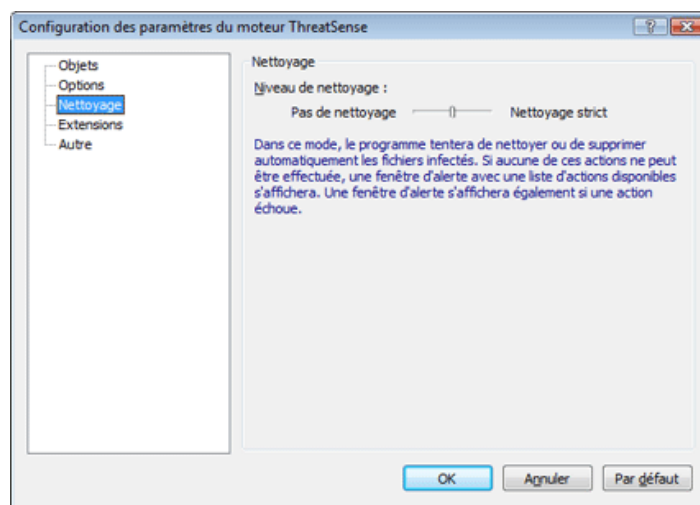 Configuration des paramètres du moteur ThreatSense
Objets
Options
Nettoyage
Extensions
Autre
Nettoyage
Niveau de nettoyage :
Pas de nettoyage Nettoyage strict
Dans ce mode, le programme tentera de nettoyer ou de supprimer
automatiquement les fichiers infectés. Si aucune de ces actions ne peut
être effectuée, une fenêtre d'alerte avec une liste d'actions disponibles
s'affichera. Une fenêtre d'alerte s'affichera également si une action
échoue.
OK Annuler Par défaut